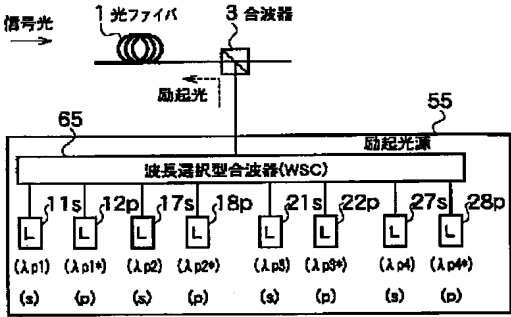 信号光
1 光ファイバ
3 合波器
励起光
65
55
励起光源
波長選択型合波器(WSC)
L L L L L L L L
11s 12p 17s 18p 21s 22p 27s 28p
(λp1) (λp1*) (λp2) (λp2*) (λp3) (λp3*) (λp4) (λp4*)
(s) (p) (s) (p) (s) (p) (s) (p)